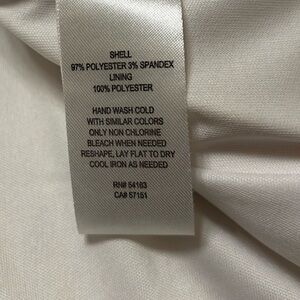 SHELL
97% POLYESTER 3% SPANDEX
LINING
100% POLYESTER
HAND WASH COLD
WITH SIMILAR COLORS
ONLY NON CHLORINE
BLEACH WHEN NEEDED
RESHAPE, LAY FLAT TO DRY
COOL IRON AS NEEDED
RN# 54163
CA# 57151